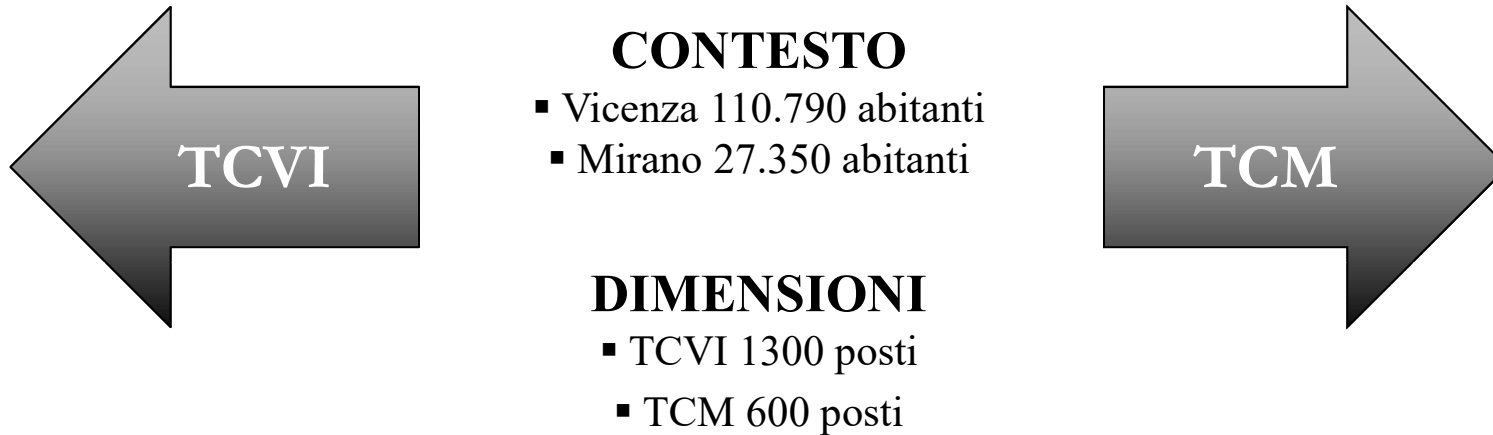 TCVI
CONTESTO
▪ Vicenza 110.790 abitanti
▪ Mirano 27.350 abitanti
TCM
DIMENSIONI
▪ TCVI 1300 posti
▪ TCM 600 posti